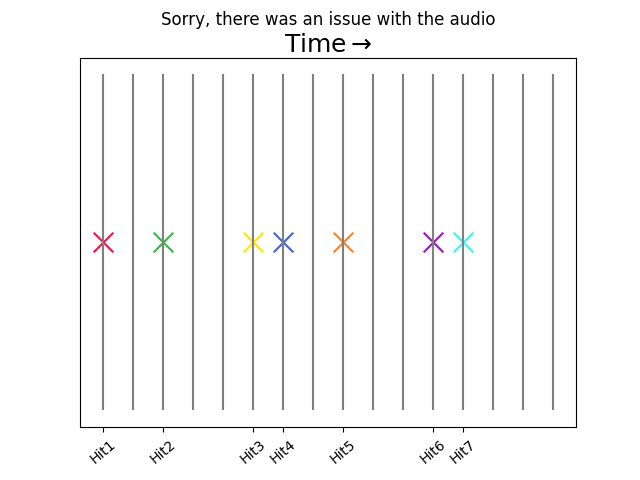 Sorry, there was an issue with the audio
Time→
Hit1 Hit2 Hit3 Hit4 Hit5 Hit6 Hit7